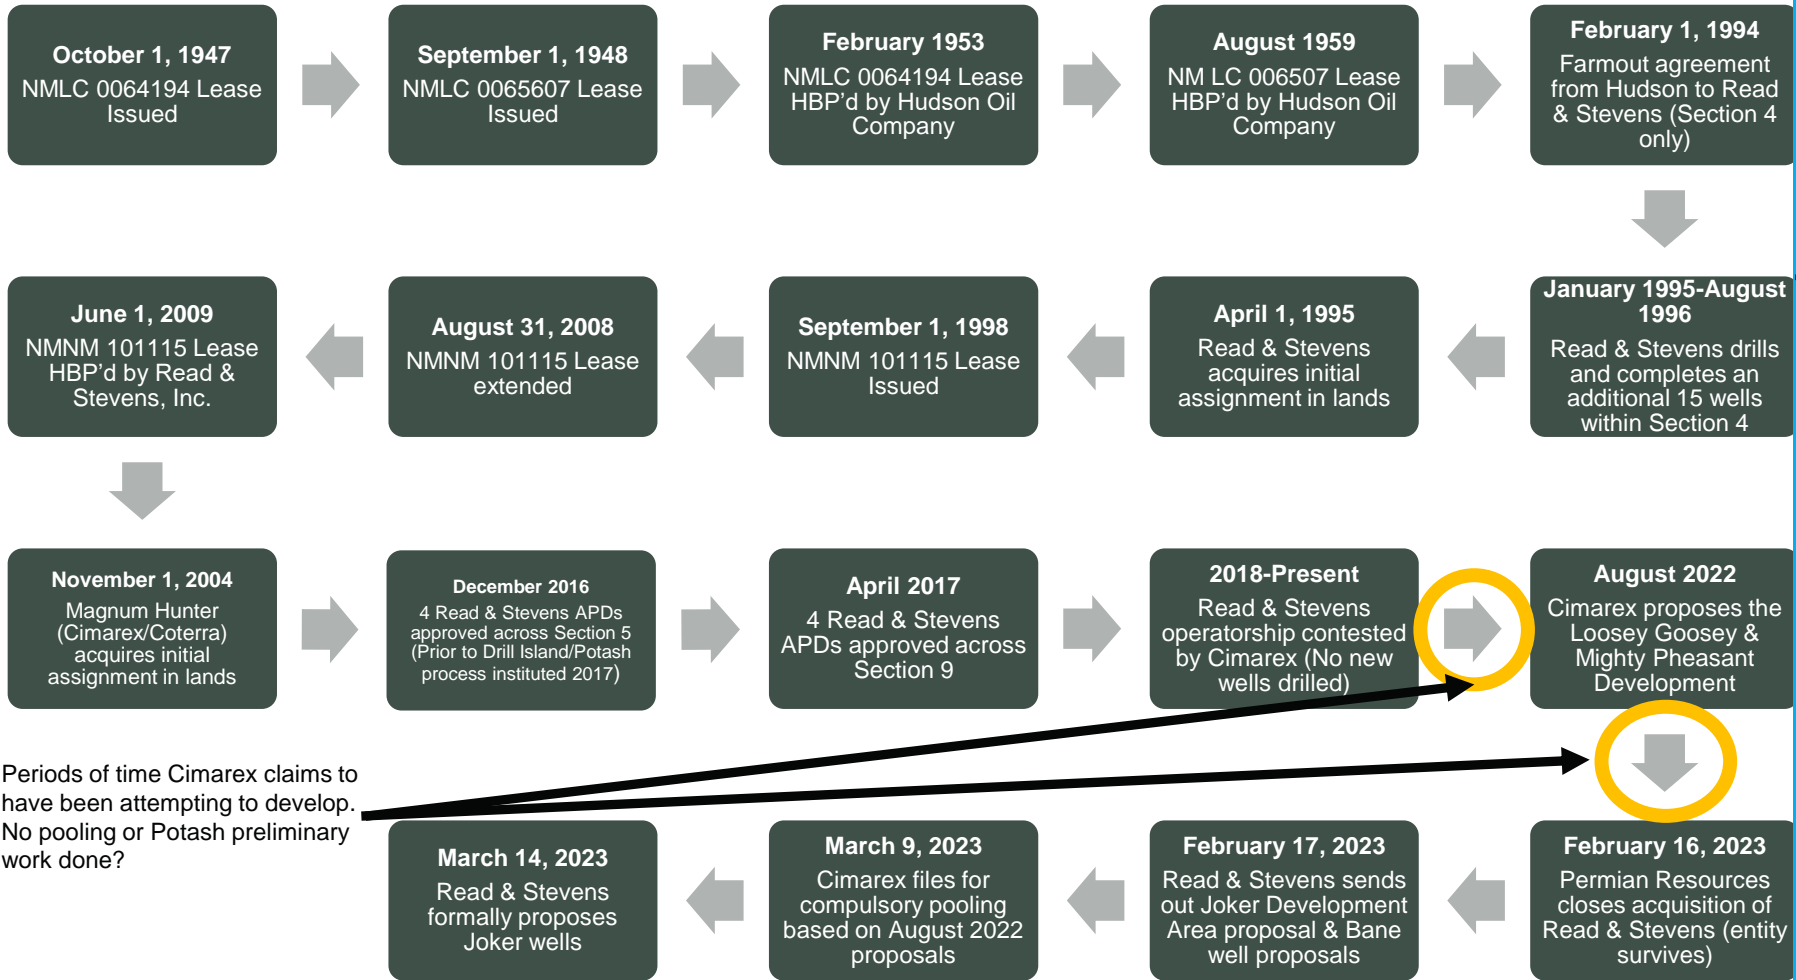 October 1, 1947
NMLC 0064194 Lease
Issued
September 1, 1948
NMLC 0065607 Lease
Issued
February 1953
NMLC 0064194 Lease
HBP'd by Hudson Oil
Company
August 1959
NM LC 006507 Lease
HBP'd by Hudson Oil
Company
February 1, 1994
Farmout agreement
from Hudson to Read
& Stevens (Section 4
only)
January 1995-August
1996
Read & Stevens drills
and completes an
additional 15 wells
within Section 4
April 1, 1995
Read & Stevens
acquires initial
assignment in lands
September 1, 1998
NMNM 101115 Lease
Issued
August 31, 2008
NMNM 101115 Lease
extended
June 1, 2009
NMNM 101115 Lease
HBP'd by Read &
Stevens, Inc.
November 1, 2004
Magnum Hunter
(Cimarex/Coterra)
acquires initial
assignment in lands
December 2016
4 Read & Stevens APDs
approved across Section 5
(Prior to Drill Island/Potash
process instituted 2017)
April 2017
4 Read & Stevens
APDs approved across
Section 9
2018-Present
Read & Stevens
operatorship contested
by Cimarex (No new
wells drilled)
August 2022
Cimarex proposes the
Loosey Goosey &
Mighty Pheasant
Development
Periods of time Cimarex claims to
have been attempting to develop.
No pooling or Potash preliminary
work done?
February 16, 2023
Permian Resources
closes acquisition of
Read & Stevens (entity
survives)
February 17, 2023
Read & Stevens sends
out Joker Development
Area proposal & Bane
well proposals
March 9, 2023
Cimarex files for
compulsory pooling
based on August 2022
proposals
March 14, 2023
Read & Stevens
formally proposes
Joker wells